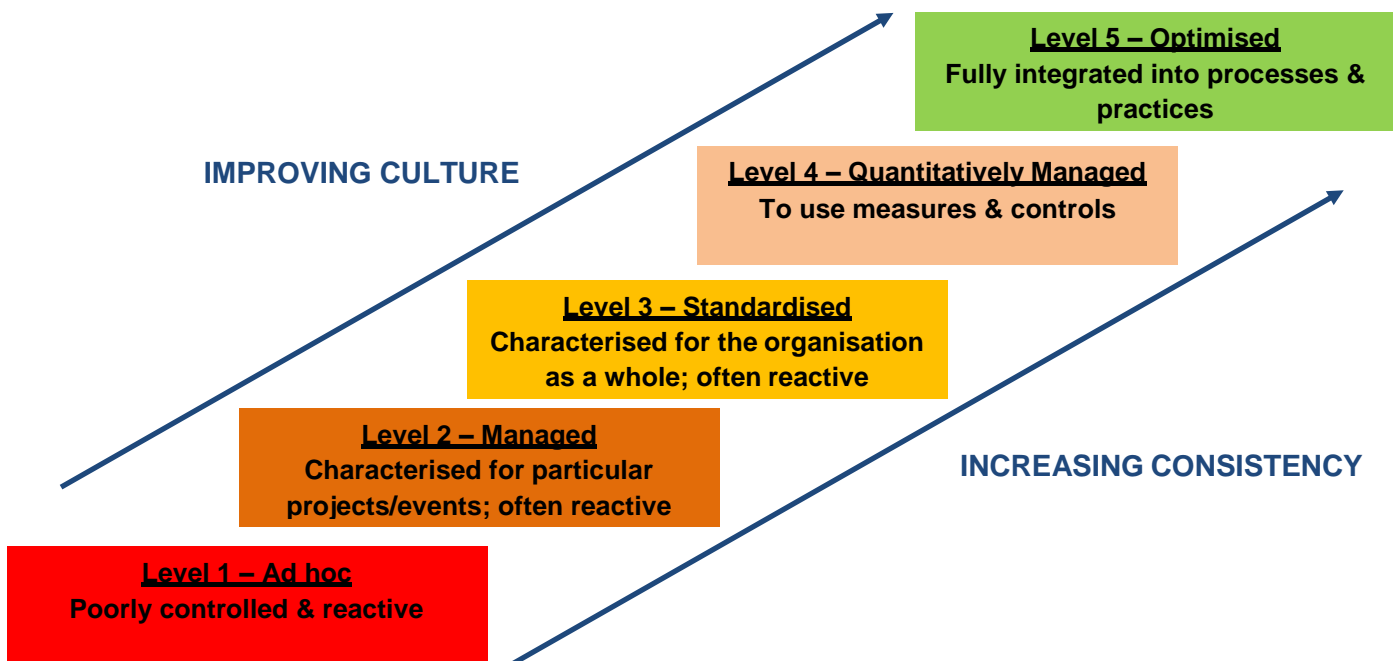 Level 5 – Optimised
Fully integrated into processes &
practices
IMPROVING CULTURE
Level 4 – Quantitatively Managed
To use measures & controls
Level 3 – Standardised
Characterised for the organisation
as a whole; often reactive
Level 2 – Managed
Characterised for particular
projects/events; often reactive
INCREASING CONSISTENCY
Level 1 – Ad hoc
Poorly controlled & reactive